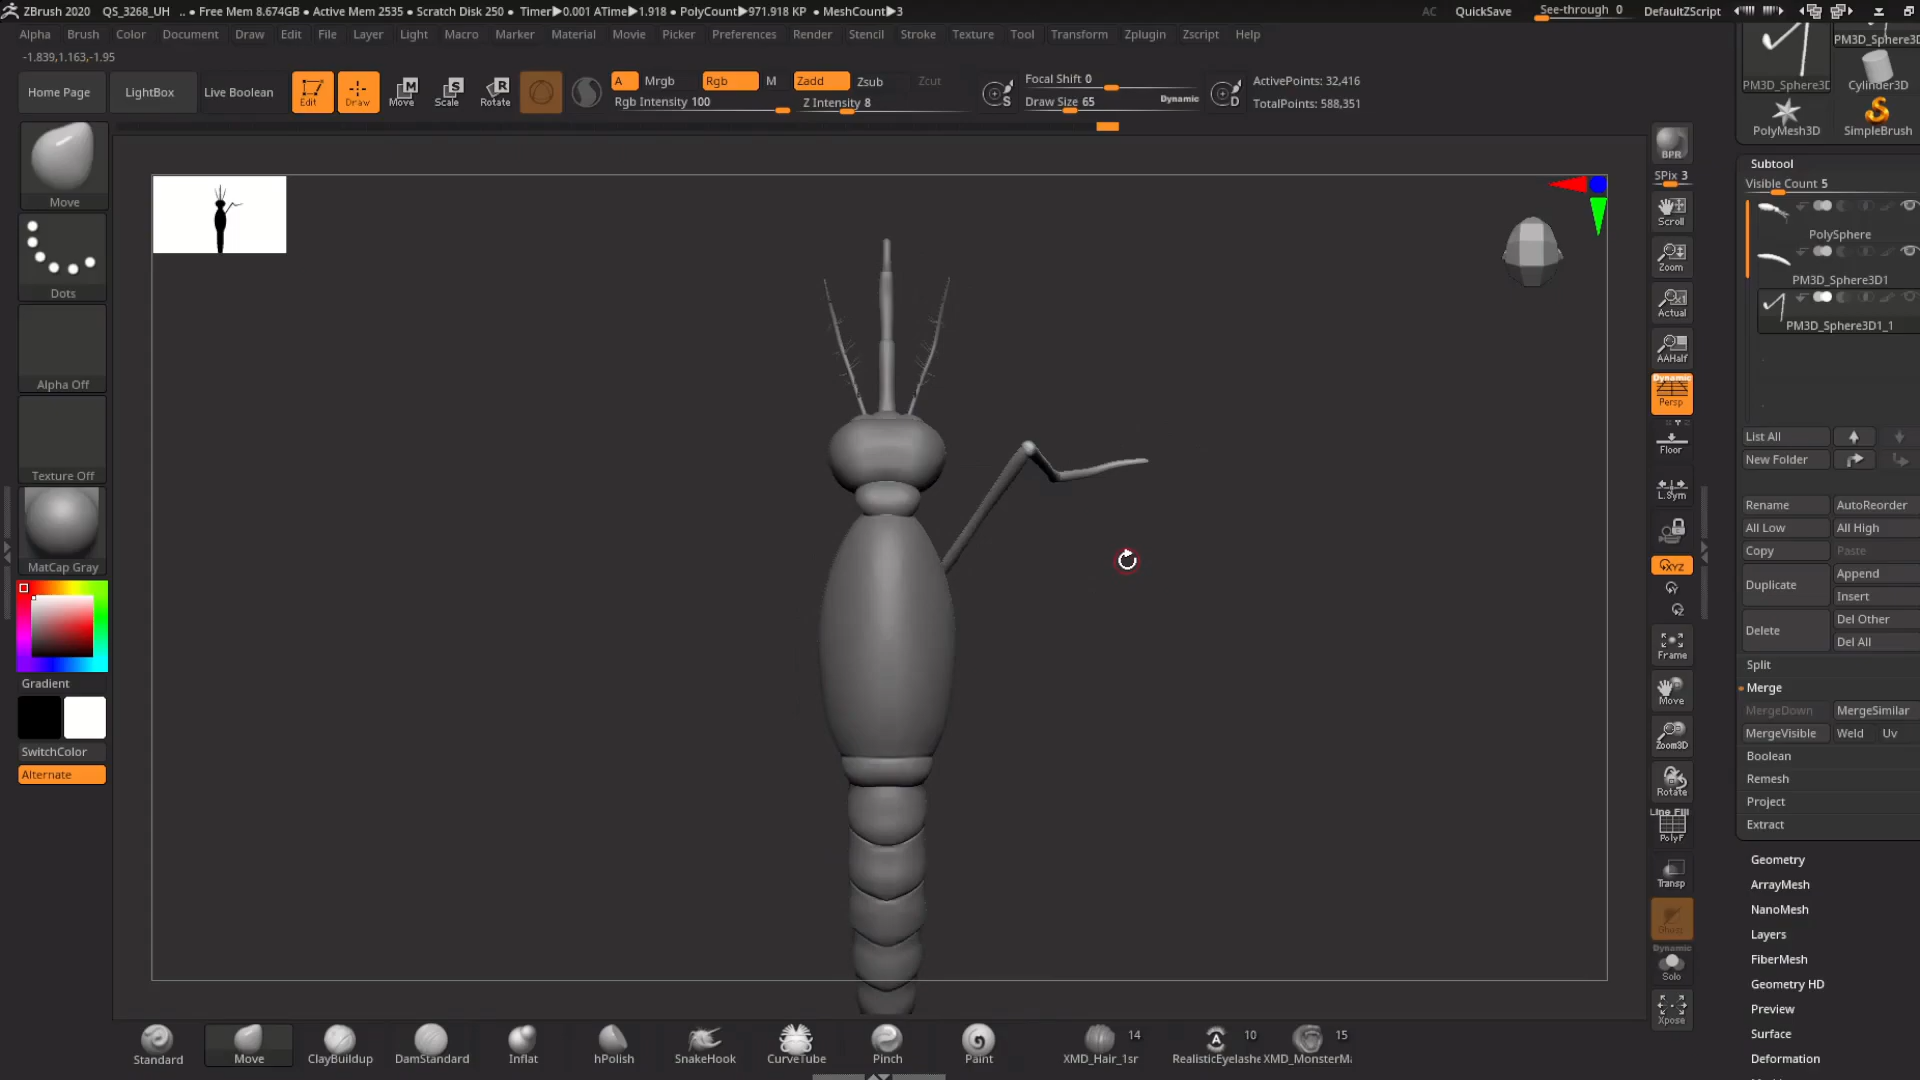 ZBrush 2020 QS_3268_UH .. ● Free Mem 8.674GB ● Active Mem 2535 ● Scratch Disk 250 ● Timer▶0.001 ATime▶1.918 ● PolyCount▶971.918 KP ● MeshCount▶3
AC QuickSave See-through 0 DefaultZScript
Alpha Brush Color Document Draw Edit File Layer Light Macro Marker Material Movie Picker Preferences Render Stencil Stroke Texture Tool Transform Zplugin Zscript Help
-1.839,1.163,-1.95
Home Page
LightBox
Live Boolean
Edit
Draw
Move
Scale
Rotate
A Mrgb Rgb M Zadd Zsub Zcut
Rgb Intensity 100
Z Intensity 8
Focal Shift 0
Draw Size 65
Dynamic
ActivePoints: 32,416
TotalPoints: 588,351
Move
Dots
Alpha Off
Texture Off
MatCap Gray
Gradient
SwitchColor
Alternate
BPR
SPix 3
Scroll
Zoom
Actual
AAHalf
Dynamic
Persp
Floor
L.Sym
XYZ
Frame
Move
Zoom3D
Rotate
Line Fill
PolyF
Transp
Ghost
Dynamic
Solo
Xpose
PM3D_Sphere3D
PM3D_Sphere3D
Cylinder3D
PolyMesh3D
SimpleBrush
Subtool
Visible Count 5
PolySphere
PM3D_Sphere3D1
PM3D_Sphere3D1_1
List All
New Folder
Rename AutoReorder
All Low All High
Copy Paste
Duplicate Append
Insert
Delete Del Other
Del All
Split
Merge
MergeDown MergeSimilar
MergeVisible Weld Uv
Boolean
Remesh
Project
Extract
Geometry
ArrayMesh
NanoMesh
Layers
FiberMesh
Geometry HD
Preview
Surface
Deformation
Standard
Move
ClayBuildup
DamStandard
Inflat
hPolish
SnakeHook
CurveTube
Pinch
Paint
14
XMD_Hair_1sr
10
RealisticEyelashe
15
XMD_MonsterMa